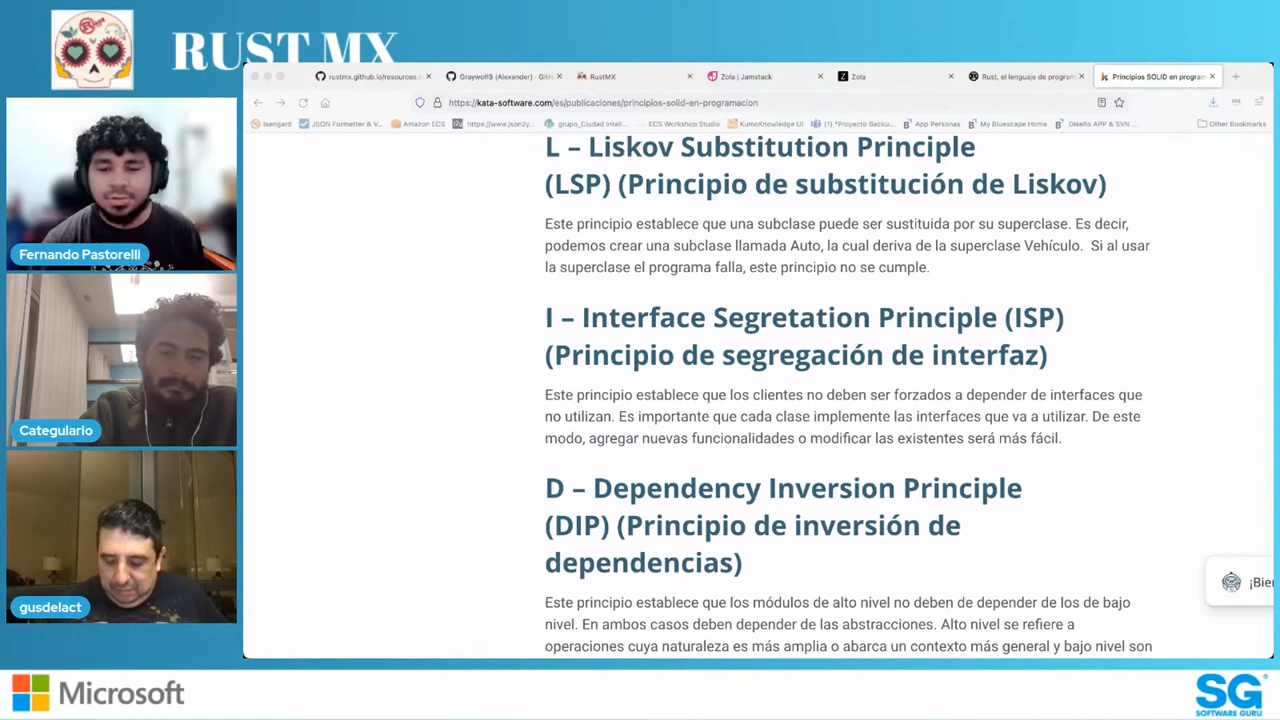 RUST MX
rustmx.github.io/resources.m
Graywolf9 (Alexander) · GitH
RustMX
Zola | Jamstack
Zola
Rust, el lenguaje de program
Principios SOLID en program
https://kata-software.com/es/publicaciones/principios-solid-en-programacion
Isengard
JSON Formatter & V...
Amazon ECS
https://www.json2y...
grupo_Ciudad Inteli...
ECS Workshop Studio
KumoKnowledge UI
(*) *Proyecto Backu...
App Personas
My Bluescape Home
Diseño APP & SVN ...
Other Bookmarks
L – Liskov Substitution Principle
(LSP) (Principio de substitución de Liskov)
Este principio establece que una subclase puede ser sustituida por su superclase. Es decir,
podemos crear una subclase llamada Auto, la cual deriva de la superclase Vehículo. Si al usar
la superclase el programa falla, este principio no se cumple.
I – Interface Segretation Principle (ISP)
(Principio de segregación de interfaz)
Este principio establece que los clientes no deben ser forzados a depender de interfaces que
no utilizan. Es importante que cada clase implemente las interfaces que va a utilizar. De este
modo, agregar nuevas funcionalidades o modificar las existentes será más fácil.
D – Dependency Inversion Principle
(DIP) (Principio de inversión de
dependencias)
Este principio establece que los módulos de alto nivel no deben de depender de los de bajo
nivel. En ambos casos deben depender de las abstracciones. Alto nivel se refiere a
operaciones cuya naturaleza es más amplia o abarca un contexto más general y bajo nivel son
¡Bie
Fernando Pastorelli
Categulario
gusdelact
Microsoft
SG
SOFTWARE GURU